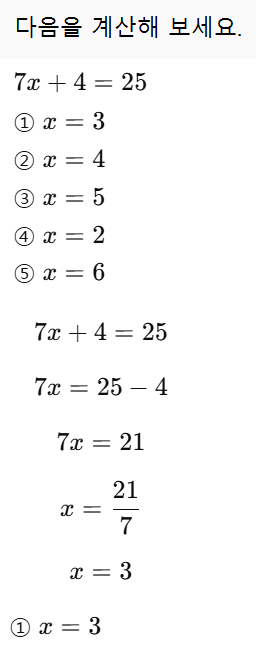 다음을 계산해 보세요.
7x + 4 = 25
① x = 3
② x = 4
③ x = 5
④ x = 2
⑤ x = 6
7x + 4 = 25
7x = 25 − 4
7x = 21
x = 21/7
x = 3
① x = 3